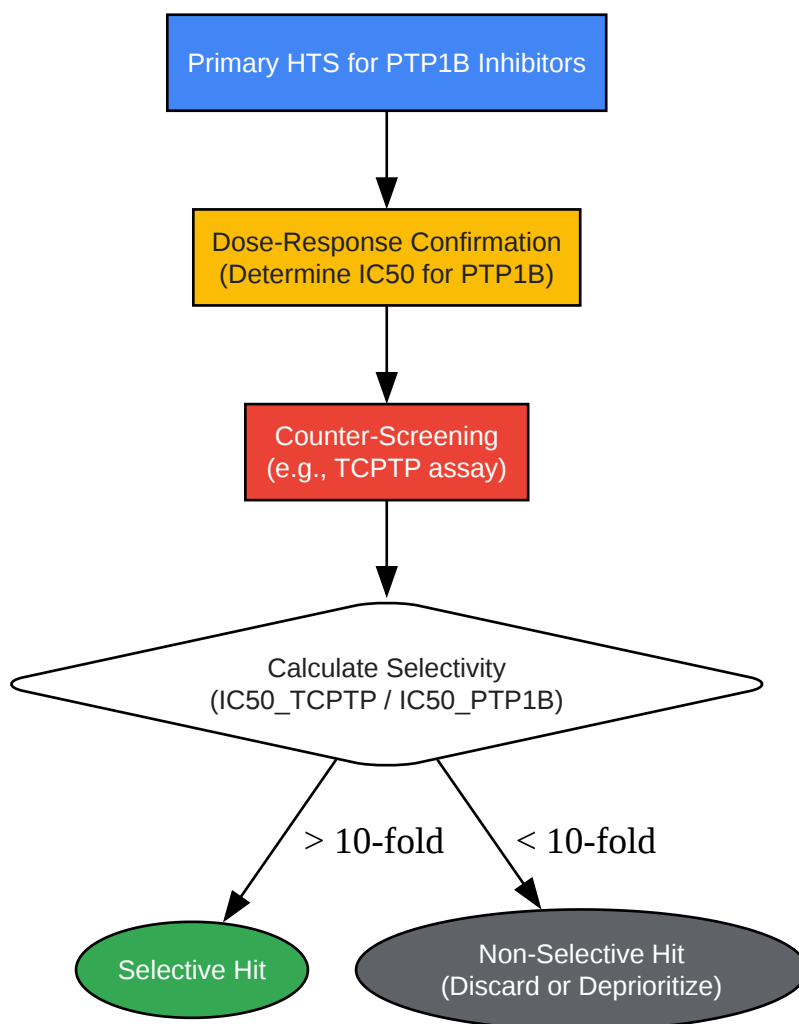 Primary HTS for PTP1B Inhibitors
Dose-Response Confirmation
(Determine IC50 for PTP1B)
Counter-Screening
(e.g., TCPTP assay)
Calculate Selectivity
(IC50_TCPTP / IC50_PTP1B)
> 10-fold
< 10-fold
Selective Hit
Non-Selective Hit
(Discard or Deprioritize)